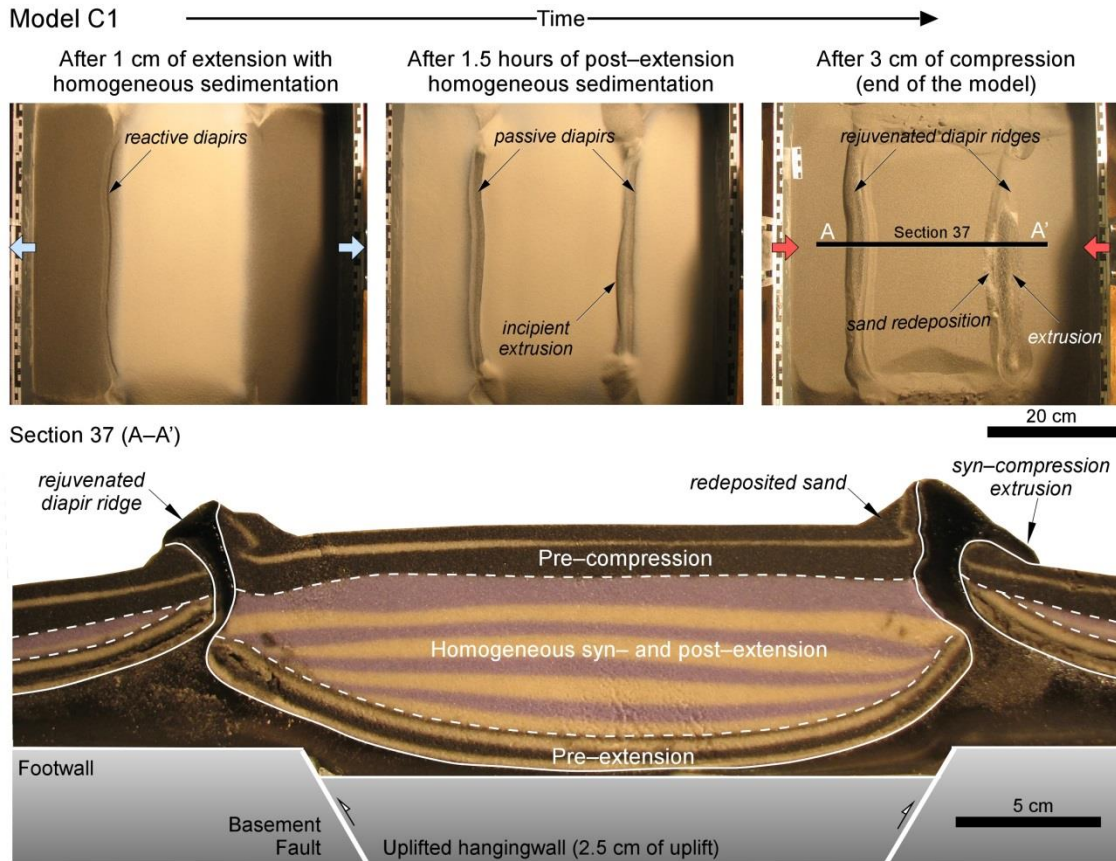 Model C1
Time
After 1 cm of extension with
homogeneous sedimentation
After 1.5 hours of post–extension
homogeneous sedimentation
After 3 cm of compression
(end of the model)
reactive diapirs
passive diapirs
incipient
extrusion
rejuvenated diapir ridges
A
Section 37
A'
sand redeposition
extrusion
20 cm
Section 37 (A–A')
rejuvenated
diapir ridge
redeposited sand
syn–compression
extrusion
Pre–compression
Homogeneous syn– and post–extension
Pre–extension
Footwall
Basement
Fault
Uplifted hangingwall (2.5 cm of uplift)
5 cm